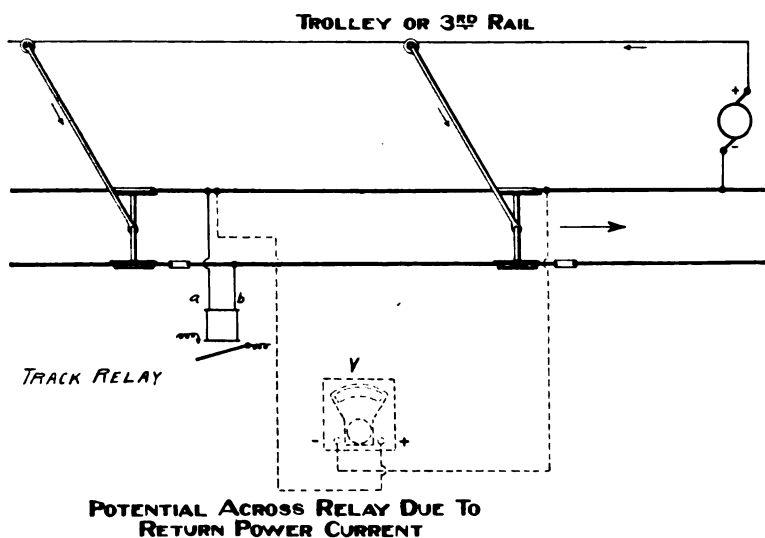 TROLLEY OR 3RD RAIL
+
-
a b
TRACK RELAY
V
- +
POTENTIAL ACROSS RELAY DUE TO
RETURN POWER CURRENT